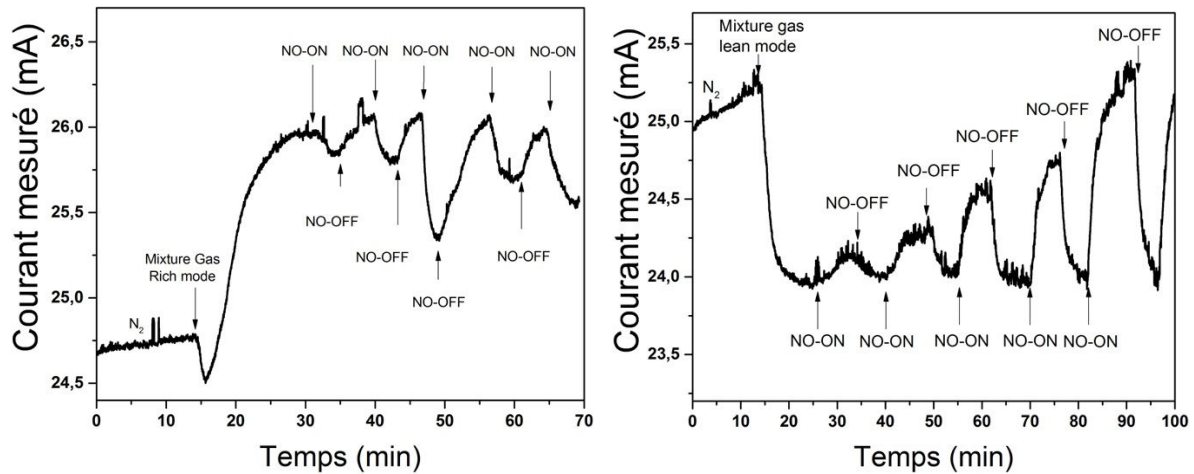 26,5
26,0
25,5
25,0
24,5
Courant mesuré (mA)
NO-ON NO-ON NO-ON NO-ON NO-ON
NO-OFF
NO-OFF
NO-OFF
NO-OFF
Mixture Gas
Rich mode
N2
0 10 20 30 40 50 60 70
Temps (min)
25,5
25,0
24,5
24,0
23,5
Courant mesuré (mA)
Mixture gas
lean mode
N2
NO-OFF
NO-OFF
NO-OFF
NO-OFF
NO-OFF
NO-ON NO-ON NO-ON NO-ON NO-ON
0 10 20 30 40 50 60 70 80 90 100
Temps (min)